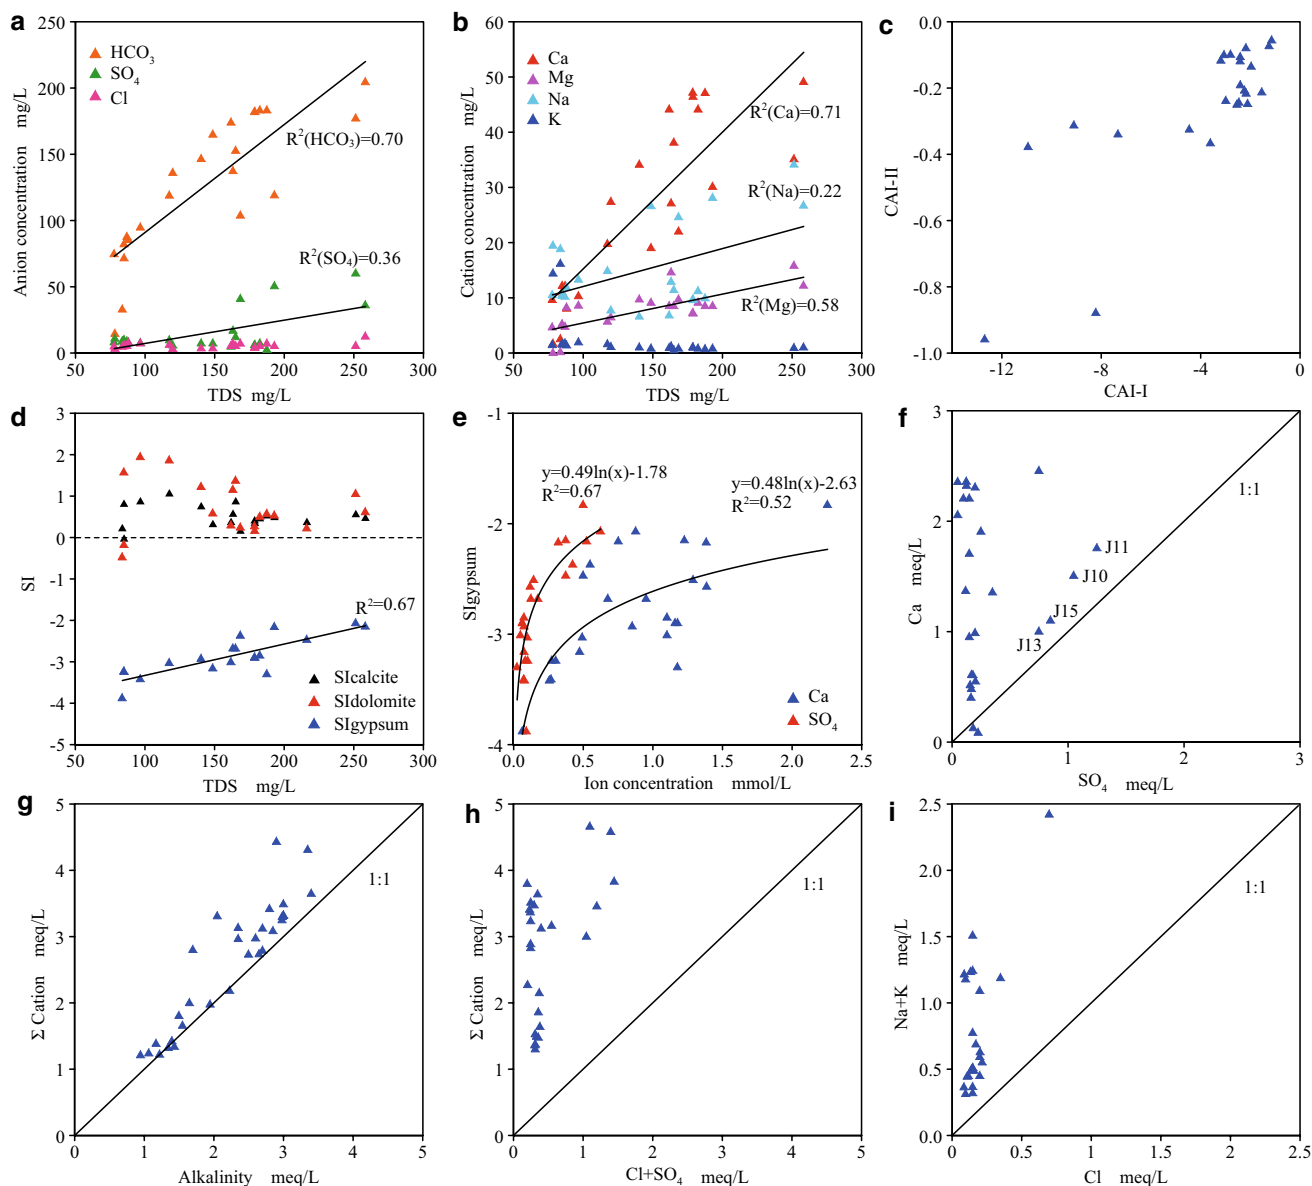 a
250
200
150
100
50
0
Anion concentration mg/L
HCO₃
SO₄
Cl
R²(HCO₃)=0.70
R²(SO₄)=0.36
50 100 150 200 250 300
TDS mg/L
b
60
50
40
30
20
10
0
Cation concentration mg/L
Ca
Mg
Na
K
R²(Ca)=0.71
R²(Na)=0.22
R²(Mg)=0.58
50 100 150 200 250 300
TDS mg/L
c
0.0
-0.2
-0.4
-0.6
-0.8
-1.0
CAI-II
-12 -8 -4 0
CAI-I
d
3
2
1
0
-1
-2
-3
-4
-5
SI
R²=0.67
SIcalcite
SIdolomite
SIgypsum
50 100 150 200 250 300
TDS mg/L
e
-1
-2
-3
-4
SIgypsum
y=0.49ln(x)-1.78
R²=0.67
y=0.48ln(x)-2.63
R²=0.52
Ca
SO₄
0.0 0.5 1.0 1.5 2.0 2.5
Ion concentration mmol/L
f
3
2
1
0
Ca meq/L
1:1
J11
J10
J15
J13
0 1 2 3
SO₄ meq/L
g
5
4
3
2
1
0
Σ Cation meq/L
1:1
0 1 2 3 4 5
Alkalinity meq/L
h
5
4
3
2
1
0
Σ Cation meq/L
1:1
0 1 2 3 4 5
Cl+SO₄ meq/L
i
2.5
2.0
1.5
1.0
0.5
0.0
Na+K meq/L
1:1
0 0.5 1 1.5 2 2.5
Cl meq/L